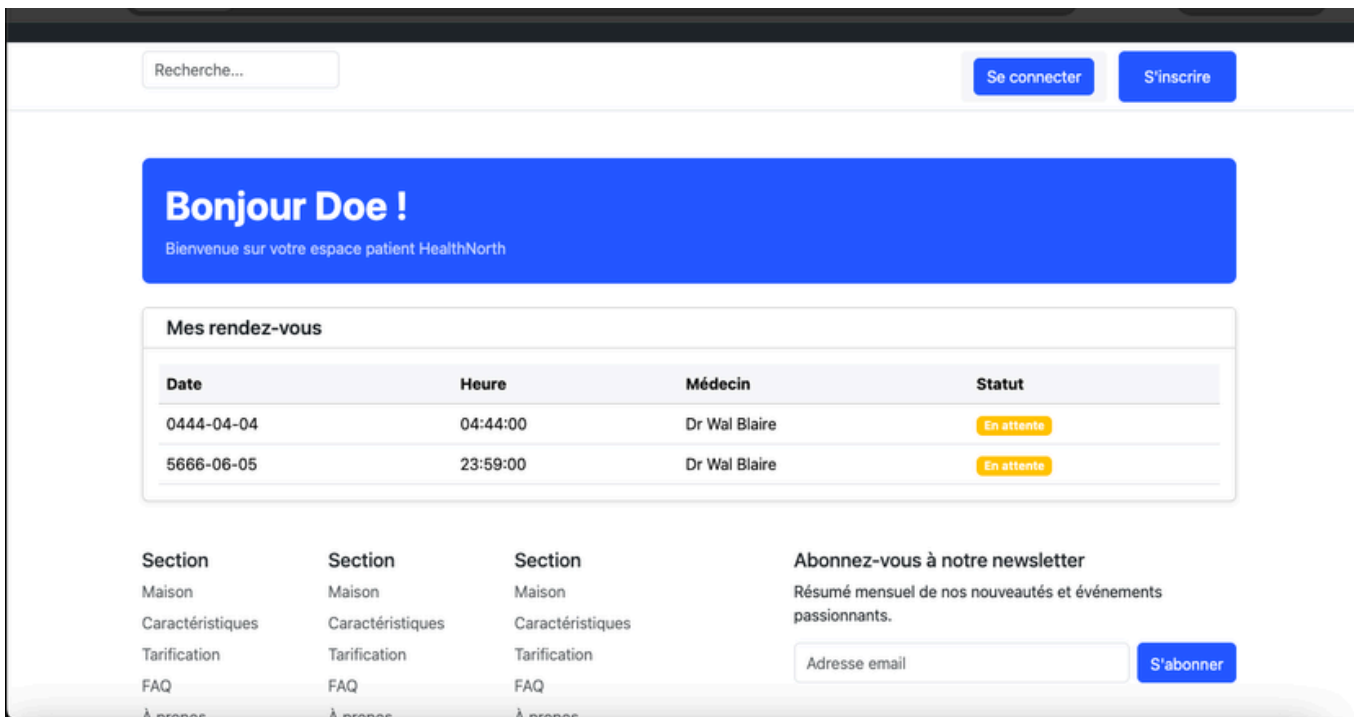 Recherche...
Se connecter
S'inscrire
Bonjour Doe !
Bienvenue sur votre espace patient HealthNorth
Mes rendez-vous
Date Heure Médecin Statut
0444-04-04 04:44:00 Dr Wal Blaire En attente
5666-06-05 23:59:00 Dr Wal Blaire En attente
Section
Maison
Caractéristiques
Tarification
FAQ
À propos
Section
Maison
Caractéristiques
Tarification
FAQ
À propos
Section
Maison
Caractéristiques
Tarification
FAQ
À propos
Abonnez-vous à notre newsletter
Résumé mensuel de nos nouveautés et événements
passionnants.
Adresse email
S'abonner